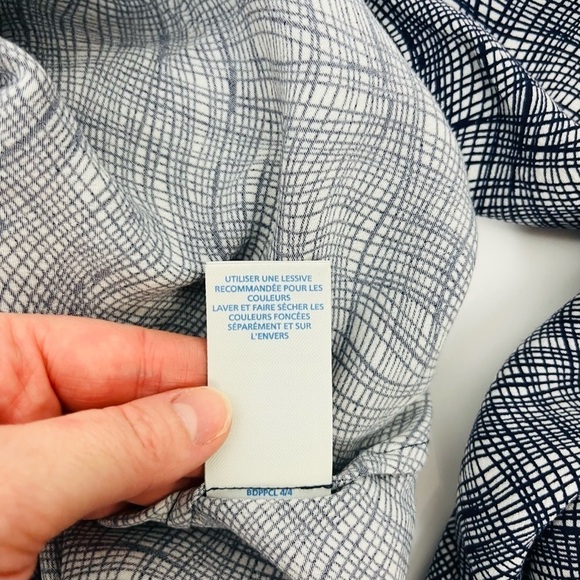 UTILISER UNE LESSIVE
RECOMMANDÉE POUR LES
COULEURS
LAVER ET FAIRE SÉCHER LES
COULEURS FONCÉES
SÉPARÉMENT ET SUR
L'ENVERS
BDPPCL 4/4